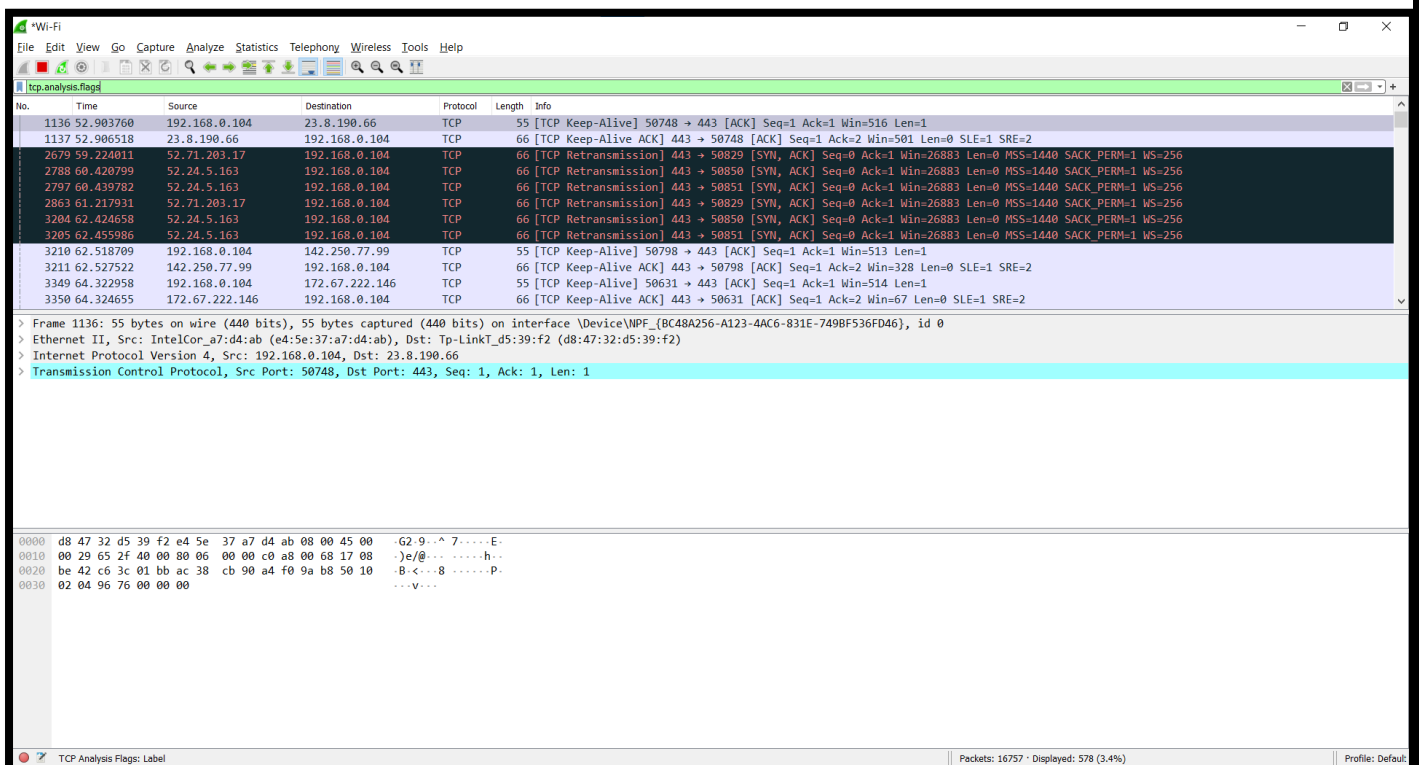 *Wi-Fi
File Edit View Go Capture Analyze Statistics Telephony Wireless Tools Help
tcp.analysis.flags
No. Time Source Destination Protocol Length Info
1136 52.903760 192.168.0.104 23.8.190.66 TCP 55 [TCP Keep-Alive] 50748 → 443 [ACK] Seq=1 Ack=1 Win=516 Len=1
1137 52.906518 23.8.190.66 192.168.0.104 TCP 66 [TCP Keep-Alive ACK] 443 → 50748 [ACK] Seq=1 Ack=2 Win=501 Len=0 SLE=1 SRE=2
2679 59.224011 52.71.203.17 192.168.0.104 TCP 66 [TCP Retransmission] 443 → 50829 [SYN, ACK] Seq=0 Ack=1 Win=26883 Len=0 MSS=1440 SACK_PERM=1 WS=256
2788 60.420799 52.24.5.163 192.168.0.104 TCP 66 [TCP Retransmission] 443 → 50850 [SYN, ACK] Seq=0 Ack=1 Win=26883 Len=0 MSS=1440 SACK_PERM=1 WS=256
2797 60.439782 52.24.5.163 192.168.0.104 TCP 66 [TCP Retransmission] 443 → 50851 [SYN, ACK] Seq=0 Ack=1 Win=26883 Len=0 MSS=1440 SACK_PERM=1 WS=256
2863 61.217931 52.71.203.17 192.168.0.104 TCP 66 [TCP Retransmission] 443 → 50829 [SYN, ACK] Seq=0 Ack=1 Win=26883 Len=0 MSS=1440 SACK_PERM=1 WS=256
3204 62.424658 52.24.5.163 192.168.0.104 TCP 66 [TCP Retransmission] 443 → 50850 [SYN, ACK] Seq=0 Ack=1 Win=26883 Len=0 MSS=1440 SACK_PERM=1 WS=256
3205 62.455986 52.24.5.163 192.168.0.104 TCP 66 [TCP Retransmission] 443 → 50851 [SYN, ACK] Seq=0 Ack=1 Win=26883 Len=0 MSS=1440 SACK_PERM=1 WS=256
3210 62.518709 192.168.0.104 142.250.77.99 TCP 55 [TCP Keep-Alive] 50798 → 443 [ACK] Seq=1 Ack=1 Win=513 Len=1
3211 62.527522 142.250.77.99 192.168.0.104 TCP 66 [TCP Keep-Alive ACK] 443 → 50798 [ACK] Seq=1 Ack=2 Win=328 Len=0 SLE=1 SRE=2
3349 64.322958 192.168.0.104 172.67.222.146 TCP 55 [TCP Keep-Alive] 50631 → 443 [ACK] Seq=1 Ack=1 Win=514 Len=1
3350 64.324655 172.67.222.146 192.168.0.104 TCP 66 [TCP Keep-Alive ACK] 443 → 50631 [ACK] Seq=1 Ack=2 Win=67 Len=0 SLE=1 SRE=2
> Frame 1136: 55 bytes on wire (440 bits), 55 bytes captured (440 bits) on interface \Device\NPF_{BC48A256-A123-4AC6-831E-749BF536FD46}, id 0
> Ethernet II, Src: IntelCor_a7:d4:ab (e4:5e:37:a7:d4:ab), Dst: Tp-LinkT_d5:39:f2 (d8:47:32:d5:39:f2)
> Internet Protocol Version 4, Src: 192.168.0.104, Dst: 23.8.190.66
> Transmission Control Protocol, Src Port: 50748, Dst Port: 443, Seq: 1, Ack: 1, Len: 1
0000 d8 47 32 d5 39 f2 e4 5e 37 a7 d4 ab 08 00 45 00 ·G2·9··^ 7·····E·
0010 00 29 65 2f 40 00 80 06 00 00 c0 a8 00 68 17 08 ·)e/@··· ·····h··
0020 be 42 c6 3c 01 bb ac 38 cb 90 a4 f0 9a b8 50 10 ·B·<···8 ······P·
0030 02 04 96 76 00 00 00 ···v···
TCP Analysis Flags: Label Packets: 16757 · Displayed: 578 (3.4%) Profile: Defaul